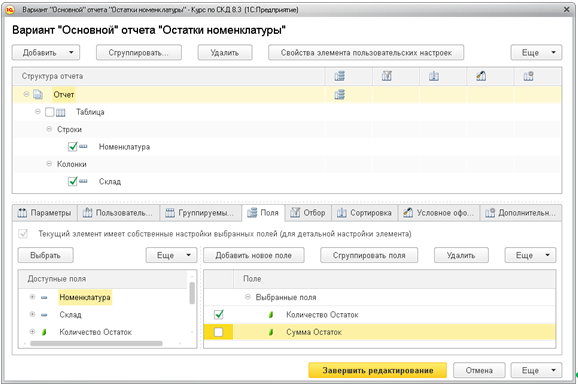 Вариант "Основной" отчета "Остатки номенклатуры" - Курс по СКД 8.3 (1С:Предприятие)
Вариант "Основной" отчета "Остатки номенклатуры"
Добавить Сгруппировать... Удалить Свойства элемента пользовательских настроек Еще
Структура отчета
Отчет
Таблица
Строки
Номенклатура
Колонки
Склад
Параметры Пользователь... Группируемы... Поля Отбор Сортировка Условное офо... Дополнительн...
Текущий элемент имеет собственные настройки выбранных полей (для детальной настройки элемента)
Выбрать Еще Добавить новое поле Сгруппировать поля Удалить Еще
Доступные поля Поле
Номенклатура Выбранные поля
Склад Количество Остаток
Количество Остаток Сумма Остаток
Завершить редактирование Отмена Еще